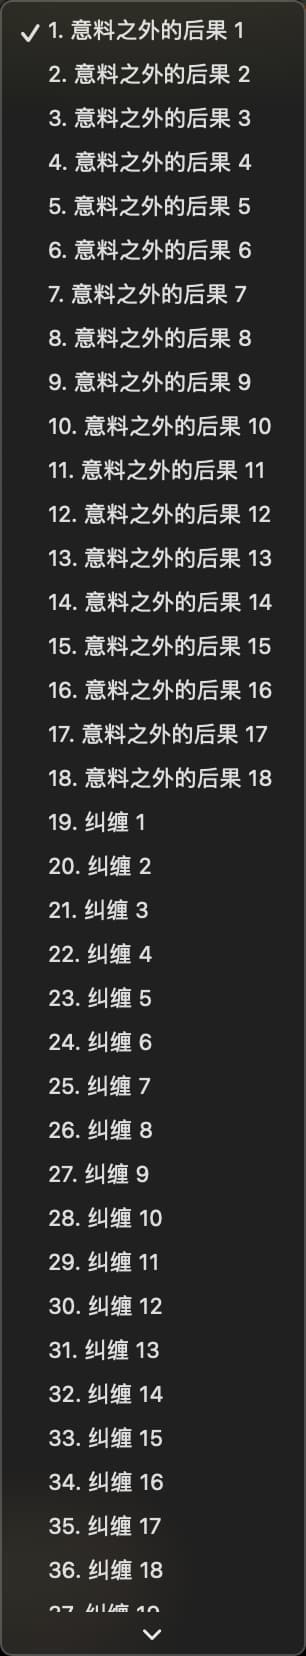 ✓ 1. 意料之外的后果 1
2. 意料之外的后果 2
3. 意料之外的后果 3
4. 意料之外的后果 4
5. 意料之外的后果 5
6. 意料之外的后果 6
7. 意料之外的后果 7
8. 意料之外的后果 8
9. 意料之外的后果 9
10. 意料之外的后果 10
11. 意料之外的后果 11
12. 意料之外的后果 12
13. 意料之外的后果 13
14. 意料之外的后果 14
15. 意料之外的后果 15
16. 意料之外的后果 16
17. 意料之外的后果 17
18. 意料之外的后果 18
19. 纠缠 1
20. 纠缠 2
21. 纠缠 3
22. 纠缠 4
23. 纠缠 5
24. 纠缠 6
25. 纠缠 7
26. 纠缠 8
27. 纠缠 9
28. 纠缠 10
29. 纠缠 11
30. 纠缠 12
31. 纠缠 13
32. 纠缠 14
33. 纠缠 15
34. 纠缠 16
35. 纠缠 17
36. 纠缠 18